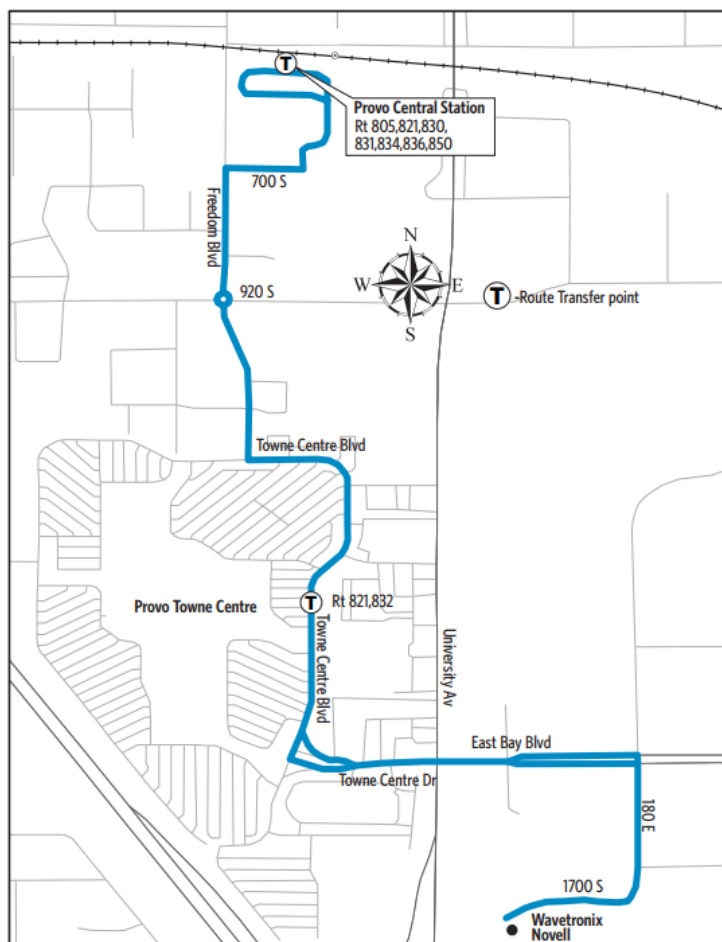 T
Provo Central Station
Rt 805,821,830,
831,834,836,850
700 S
Freedom Blvd
N
W
E
S
920 S
T -Route Transfer point
Towne Centre Blvd
Provo Towne Centre
T Rt 821,832
Towne Centre Blvd
University Av
East Bay Blvd
Towne Centre Dr
180 E
1700 S
Wavetronix
Novell